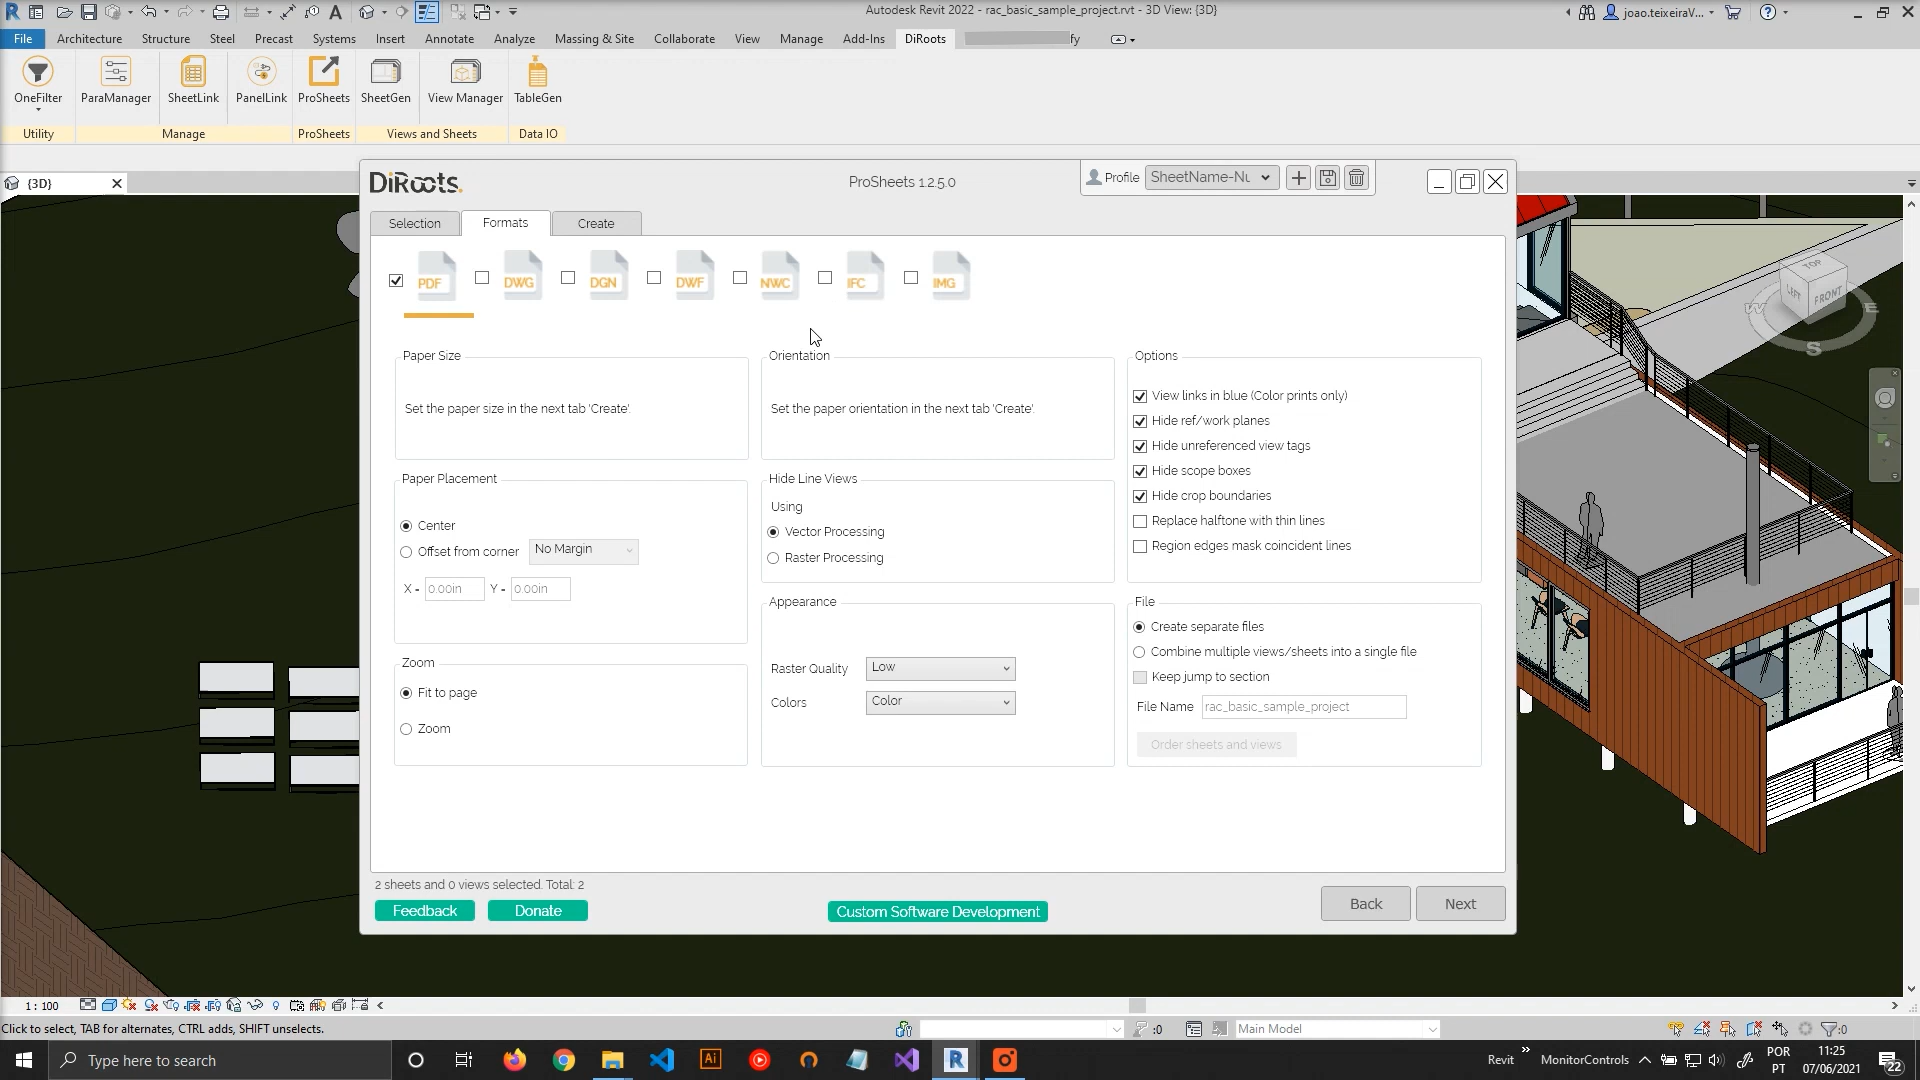 Autodesk Revit 2022 - rac_basic_sample_project.rvt - 3D View: {3D}
joao.teixeiraV...
File Architecture Structure Steel Precast Systems Insert Annotate Analyze Massing & Site Collaborate View Manage Add-Ins DiRoots fy
OneFilter ParaManager SheetLink PanelLink ProSheets SheetGen View Manager TableGen
Utility Manage ProSheets Views and Sheets Data IO
{3D}
DiRoots.
ProSheets 1.2.5.0
Profile SheetName-Nu
Selection Formats Create
PDF DWG DGN DWF NWC IFC IMG
Paper Size
Set the paper size in the next tab 'Create'.
Orientation
Set the paper orientation in the next tab 'Create'.
Options
View links in blue (Color prints only)
Hide ref/work planes
Hide unreferenced view tags
Hide scope boxes
Hide crop boundaries
Replace halftone with thin lines
Region edges mask coincident lines
Paper Placement
Center
Offset from corner No Margin
X = 0.00in Y = 0.00in
Hide Line Views
Using
Vector Processing
Raster Processing
Zoom
Fit to page
Zoom
Appearance
Raster Quality Low
Colors Color
File
Create separate files
Combine multiple views/sheets into a single file
Keep jump to section
File Name rac_basic_sample_project
Order sheets and views
2 sheets and 0 views selected. Total: 2
Feedback Donate Custom Software Development Back Next
TOP
LEFT FRONT
W E
S
1 : 100
Click to select, TAB for alternates, CTRL adds, SHIFT unselects.
:0 Main Model :0
Type here to search
Ai R
Revit MonitorControls
POR
PT
11:25
07/06/2021
22